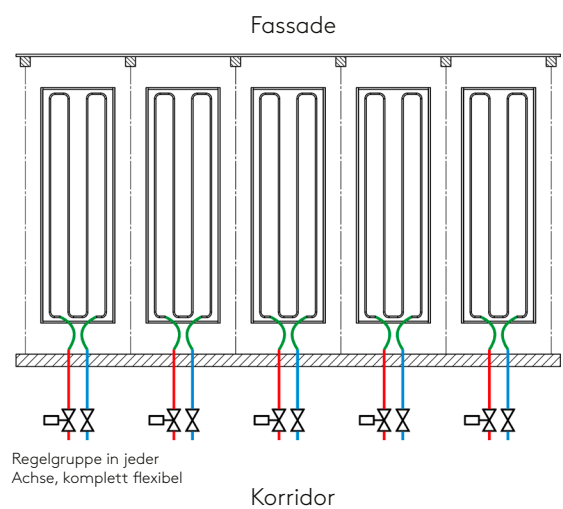 Fassade
Regelgruppe in jeder
Achse, komplett flexibel
Korridor